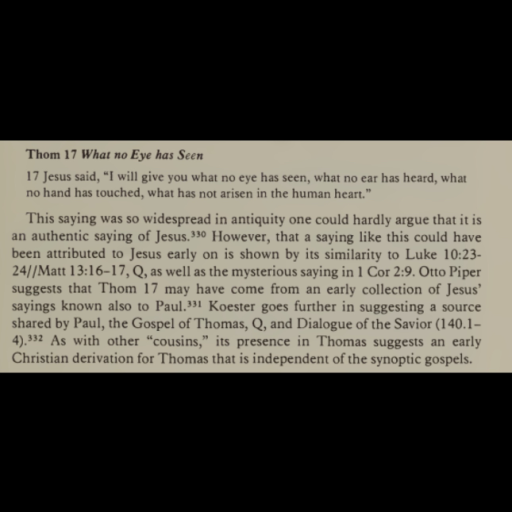 Thom 17 What no Eye has Seen
17 Jesus said, “I will give you what no eye has seen, what no ear has heard, what
no hand has touched, what has not arisen in the human heart.”
This saying was so widespread in antiquity one could hardly argue that it is
an authentic saying of Jesus.³³⁰ However, that a saying like this could have
been attributed to Jesus early on is shown by its similarity to Luke 10:23-
24//Matt 13:16–17, Q, as well as the mysterious saying in 1 Cor 2:9. Otto Piper
suggests that Thom 17 may have come from an early collection of Jesus’
sayings known also to Paul.³³¹ Koester goes further in suggesting a source
shared by Paul, the Gospel of Thomas, Q, and Dialogue of the Savior (140.1–
4).³³² As with other “cousins,” its presence in Thomas suggests an early
Christian derivation for Thomas that is independent of the synoptic gospels.